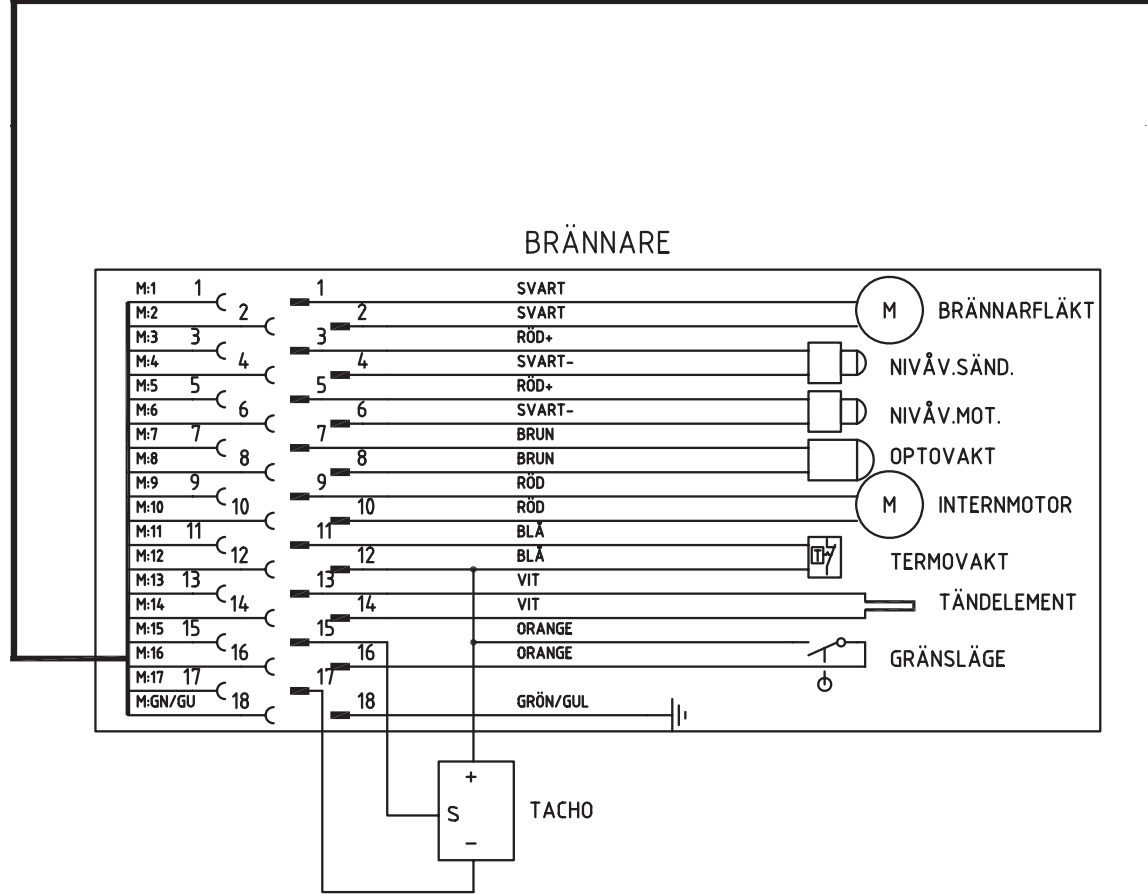 BRÄNNARE
M:1 1 1 SVART
M:2 2 2 SVART
M BRÄNNARFLÄKT
M:3 3 3 RÖD+
M:4 4 4 SVART-
NIVÅV.SÄND.
M:5 5 5 RÖD+
M:6 6 6 SVART-
NIVÅV.MOT.
M:7 7 7 BRUN
M:8 8 8 BRUN
OPTOVAKT
M:9 9 9 RÖD
M:10 10 10 RÖD
M INTERNMOTOR
M:11 11 11 BLÅ
M:12 12 12 BLÅ
T TERMOVAKT
M:13 13 13 VIT
M:14 14 14 VIT
TÄNDELEMENT
M:15 15 15 ORANGE
M:16 16 16 ORANGE
GRÄNSLÄGE
M:17 17 17
M:GN/GU 18 18 GRÖN/GUL
+
S TACHO
-